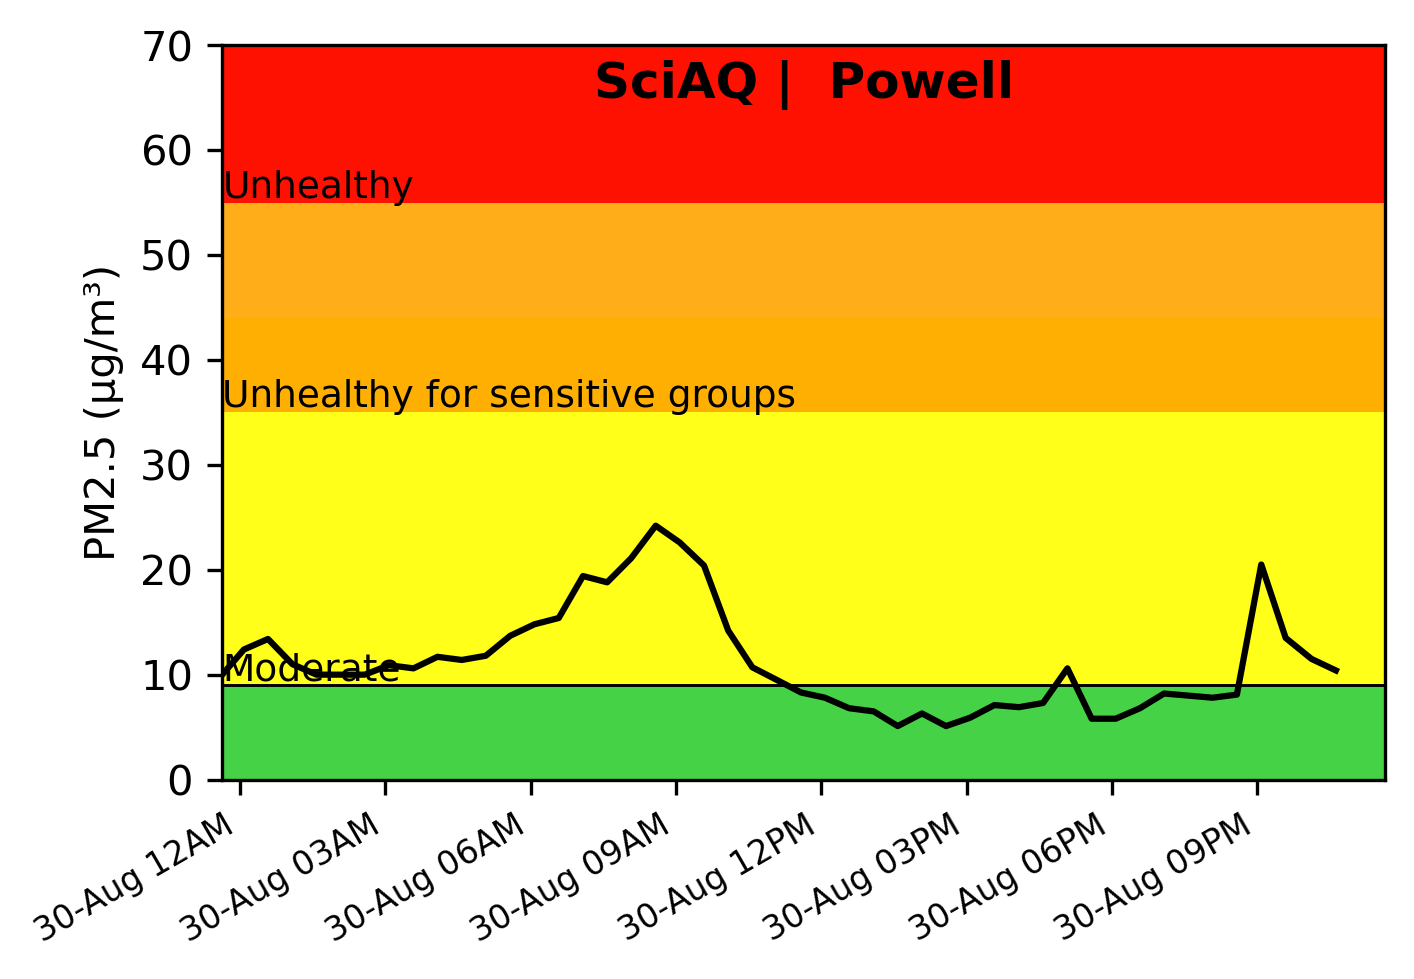 SciAQ |  Powell
PM2.5 (µg/m³)
70
60
50
40
30
20
10
0
Unhealthy
Unhealthy for sensitive groups
Moderate
30-Aug 12AM
30-Aug 03AM
30-Aug 06AM
30-Aug 09AM
30-Aug 12PM
30-Aug 03PM
30-Aug 06PM
30-Aug 09PM